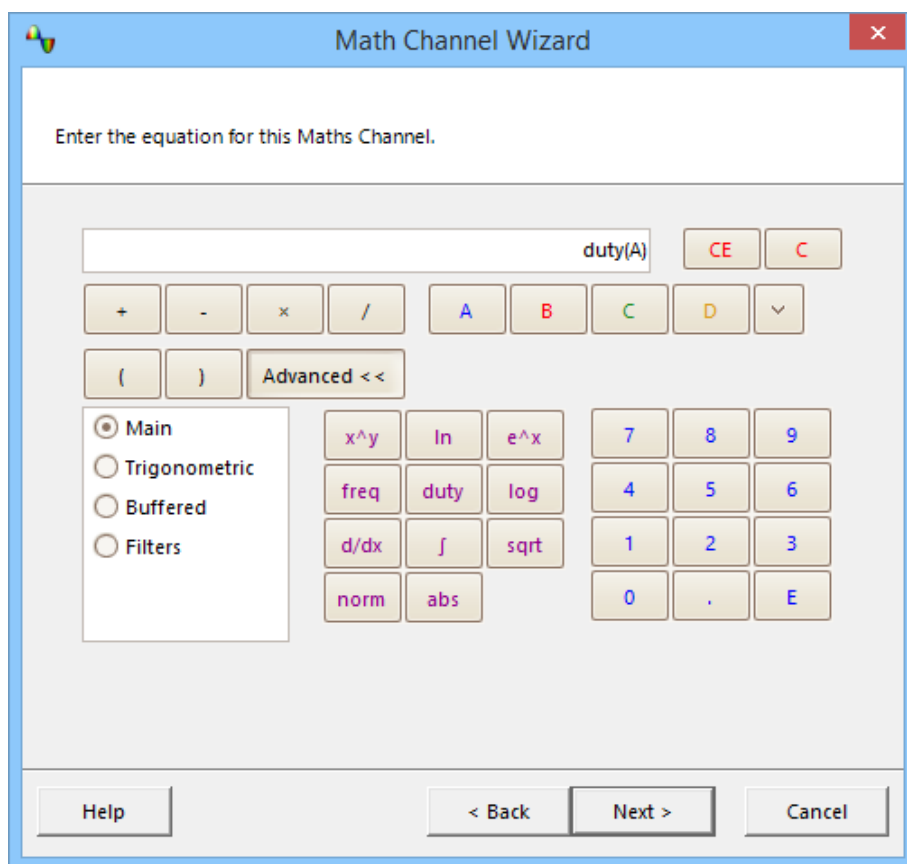 Math Channel Wizard
Enter the equation for this Maths Channel.
duty(A) CE C
+ - × / A B C D
( ) Advanced <<
Main x^y ln e^x 7 8 9
Trigonometric freq duty log 4 5 6
Buffered d/dx ∫ sqrt 1 2 3
Filters norm abs 0 . E
Help < Back Next > Cancel